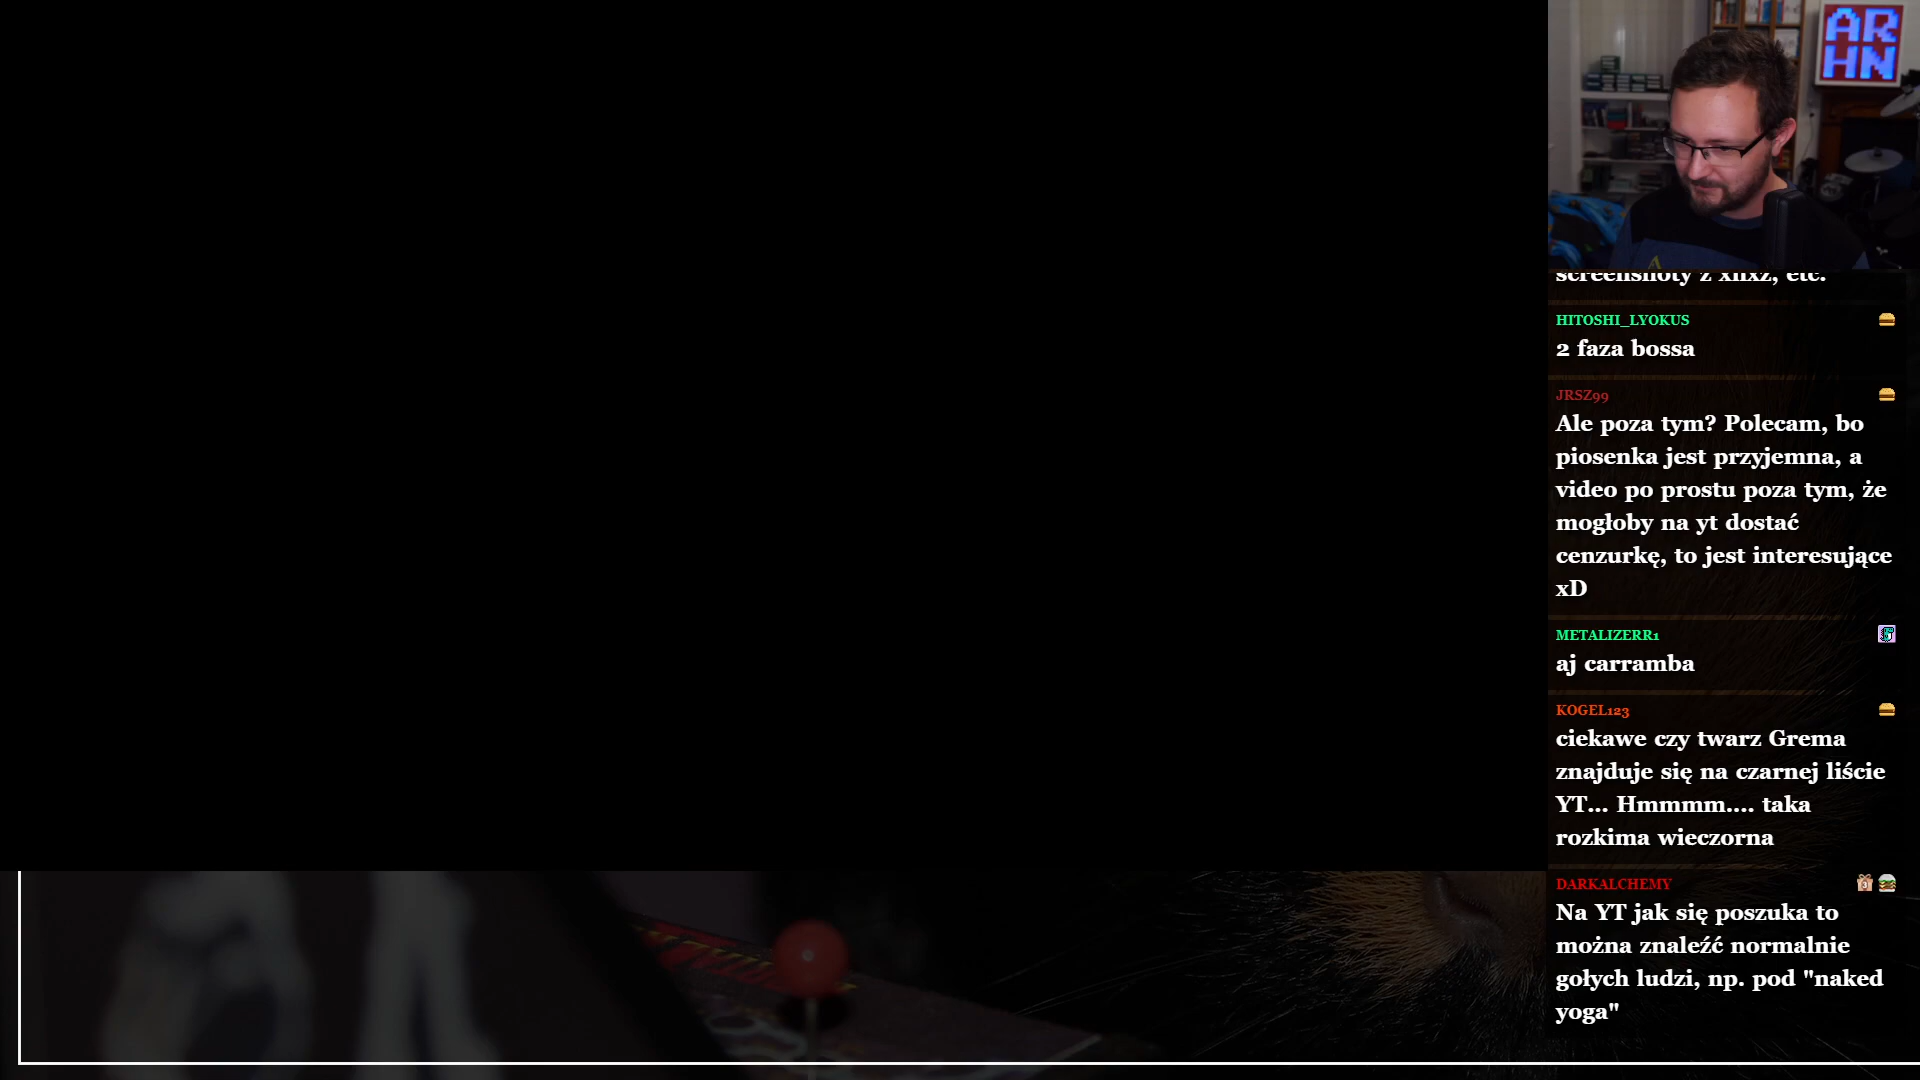 AR
HN
screenshoty z xhxz, etc.
HITOSHI_LYOKUS
2 faza bossa
JRSZ99
Ale poza tym? Polecam, bo
piosenka jest przyjemna, a
video po prostu poza tym, że
mogłoby na yt dostać
cenzurkę, to jest interesujące
xD
METALIZERR1
aj carramba
KOGEL123
ciekawe czy twarz Grema
znajduje się na czarnej liście
YT... Hmmmm.... taka
rozkima wieczorna
DARKALCHEMY
Na YT jak się poszuka to
można znaleźć normalnie
gołych ludzi, np. pod "naked
yoga"